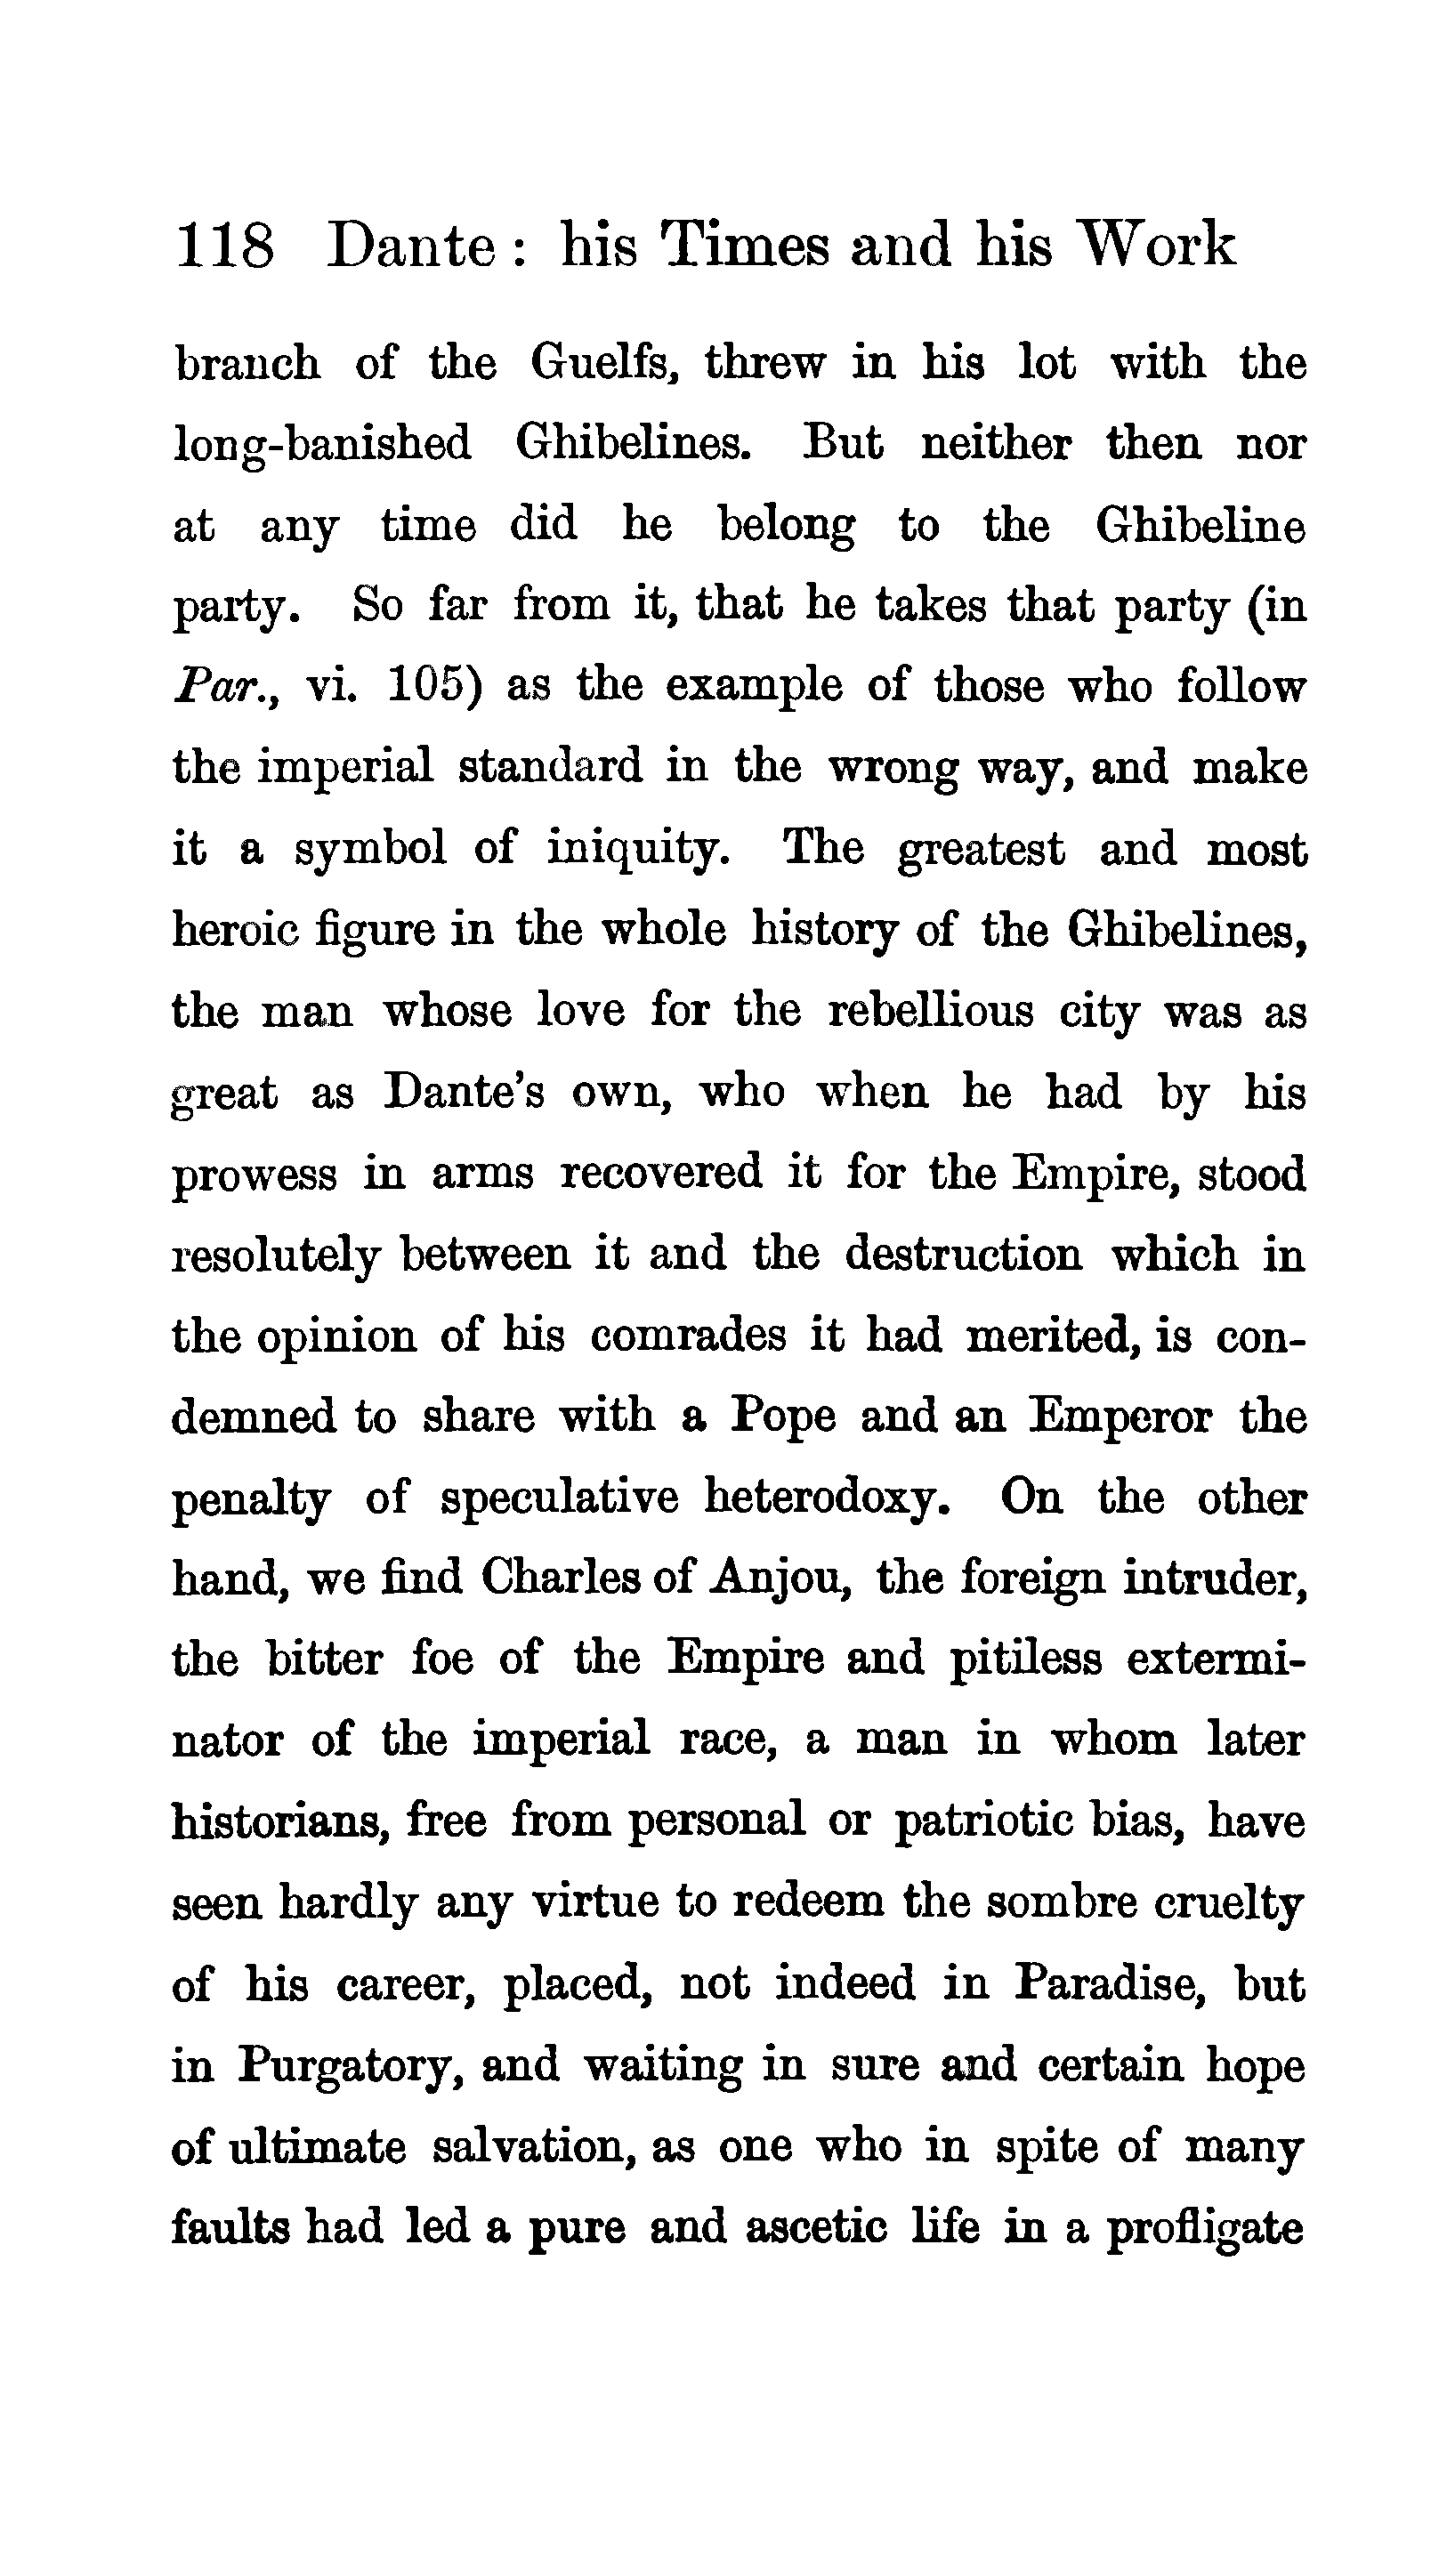 118 Dante : his Times and his Work
branch of the Guelfs, threw in his lot with the
long-banished Ghibelines. But neither then nor
at any time did he belong to the Ghibeline
party. So far from it, that he takes that party (in
Par., vi. 105) as the example of those who follow
the imperial standard in the wrong way, and make
it a symbol of iniquity. The greatest and most
heroic figure in the whole history of the Ghibelines,
the man whose love for the rebellious city was as
great as Dante's own, who when he had by his
prowess in arms recovered it for the Empire, stood
resolutely between it and the destruction which in
the opinion of his comrades it had merited, is con-
demned to share with a Pope and an Emperor the
penalty of speculative heterodoxy. On the other
hand, we find Charles of Anjou, the foreign intruder,
the bitter foe of the Empire and pitiless extermi-
nator of the imperial race, a man in whom later
historians, free from personal or patriotic bias, have
seen hardly any virtue to redeem the sombre cruelty
of his career, placed, not indeed in Paradise, but
in Purgatory, and waiting in sure and certain hope
of ultimate salvation, as one who in spite of many
faults had led a pure and ascetic life in a profligate